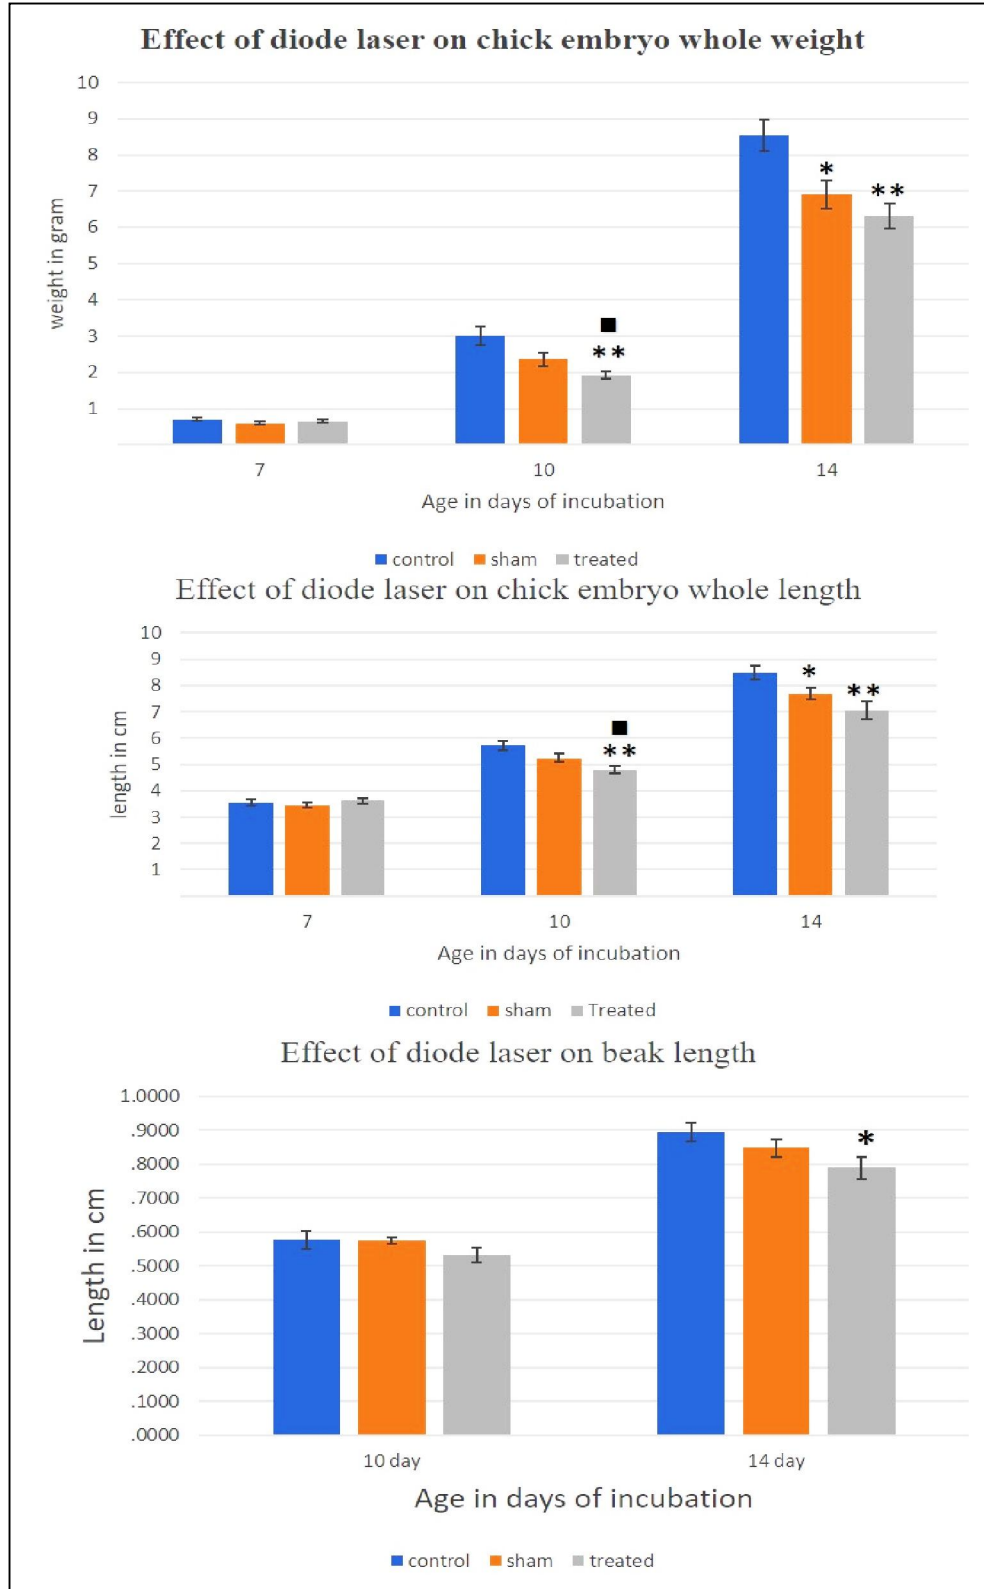 Effect of diode laser on chick embryo whole weight
10
9
8
7
6
5
4
3
2
1
weight in gram
*
**
■
**
7 10 14
Age in days of incubation
control sham treated
Effect of diode laser on chick embryo whole length
10
9
8
7
6
5
4
3
2
1
length in cm
*
**
■
**
7 10 14
Age in days of incubation
control sham Treated
Effect of diode laser on beak length
1.0000
.9000
.8000
.7000
.6000
.5000
.4000
.3000
.2000
.1000
.0000
Length in cm
*
10 day 14 day
Age in days of incubation
control sham treated